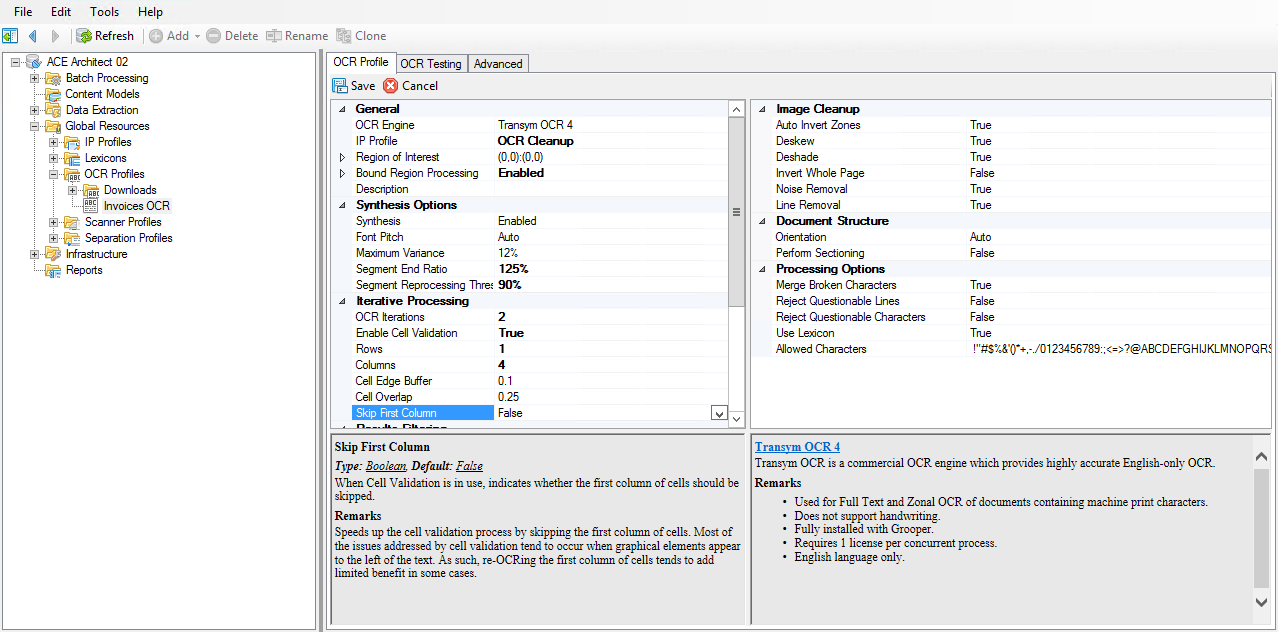 File Edit Tools Help
Refresh Add Delete Rename Clone
ACE Architect 02
Batch Processing
Content Models
Data Extraction
Global Resources
IP Profiles
Lexicons
OCR Profiles
Downloads
Invoices OCR
Scanner Profiles
Separation Profiles
Infrastructure
Reports
OCR Profile OCR Testing Advanced
Save Cancel
General
OCR Engine Transym OCR 4
IP Profile OCR Cleanup
Region of Interest (0,0):(0,0)
Bound Region Processing Enabled
Description
Synthesis Options
Synthesis Enabled
Font Pitch Auto
Maximum Variance 12%
Segment End Ratio 125%
Segment Reprocessing Thres 90%
Iterative Processing
OCR Iterations 2
Enable Cell Validation True
Rows 1
Columns 4
Cell Edge Buffer 0.1
Cell Overlap 0.25
Skip First Column False
Results Filtering
Image Cleanup
Auto Invert Zones True
Deskew True
Deshade True
Invert Whole Page False
Noise Removal True
Line Removal True
Document Structure
Orientation Auto
Perform Sectioning False
Processing Options
Merge Broken Characters True
Reject Questionable Lines False
Reject Questionable Characters False
Use Lexicon True
Allowed Characters !"#$%&'()*+,-./0123456789:;<=>?@ABCDEFGHIJKLMNOPQRS
Skip First Column
Type: Boolean, Default: False
When Cell Validation is in use, indicates whether the first column of cells should be
skipped.
Remarks
Speeds up the cell validation process by skipping the first column of cells. Most of
the issues addressed by cell validation tend to occur when graphical elements appear
to the left of the text. As such, re-OCRing the first column of cells tends to add
limited benefit in some cases.
Transym OCR 4
Transym OCR is a commercial OCR engine which provides highly accurate English-only OCR.
Remarks
• Used for Full Text and Zonal OCR of documents containing machine print characters.
• Does not support handwriting.
• Fully installed with Grooper.
• Requires 1 license per concurrent process.
• English language only.